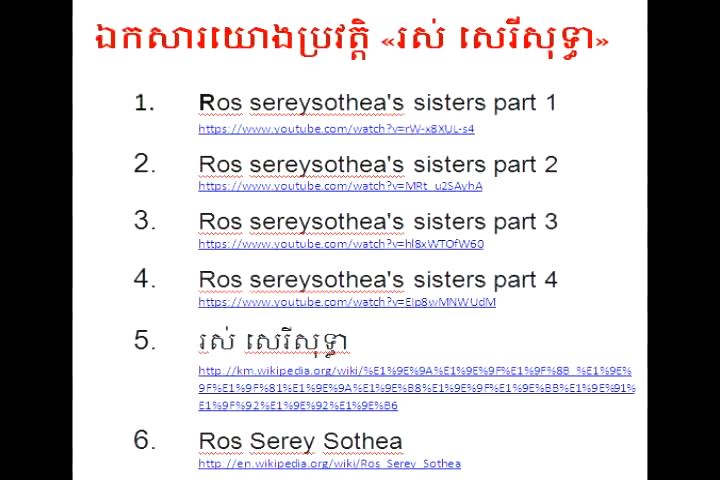 ឯកសារយោងប្រវត្តិ «រស់ សេរីសុទ្ធា»
1. Ros sereysothea's sisters part 1
https://www.youtube.com/watch?v=rW-x8XUL-s4
2. Ros sereysothea's sisters part 2
https://www.youtube.com/watch?v=MRt_u2SAyhA
3. Ros sereysothea's sisters part 3
https://www.youtube.com/watch?v=hl8xWTOfW60
4. Ros sereysothea's sisters part 4
https://www.youtube.com/watch?v=EIp8wMNWUdM
5. រស់ សេរីសុទ្ធា
http://km.wikipedia.org/wiki/%E1%9E%9A%E1%9E%9F%E1%9F%8B_%E1%9E%
9F%E1%9F%81%E1%9E%9A%E1%9E%B8%E1%9E%9F%E1%9E%BB%E1%9E%91%
E1%9F%92%E1%9E%92%E1%9E%B6
6. Ros Serey Sothea
http://en.wikipedia.org/wiki/Ros_Serey_Sothea